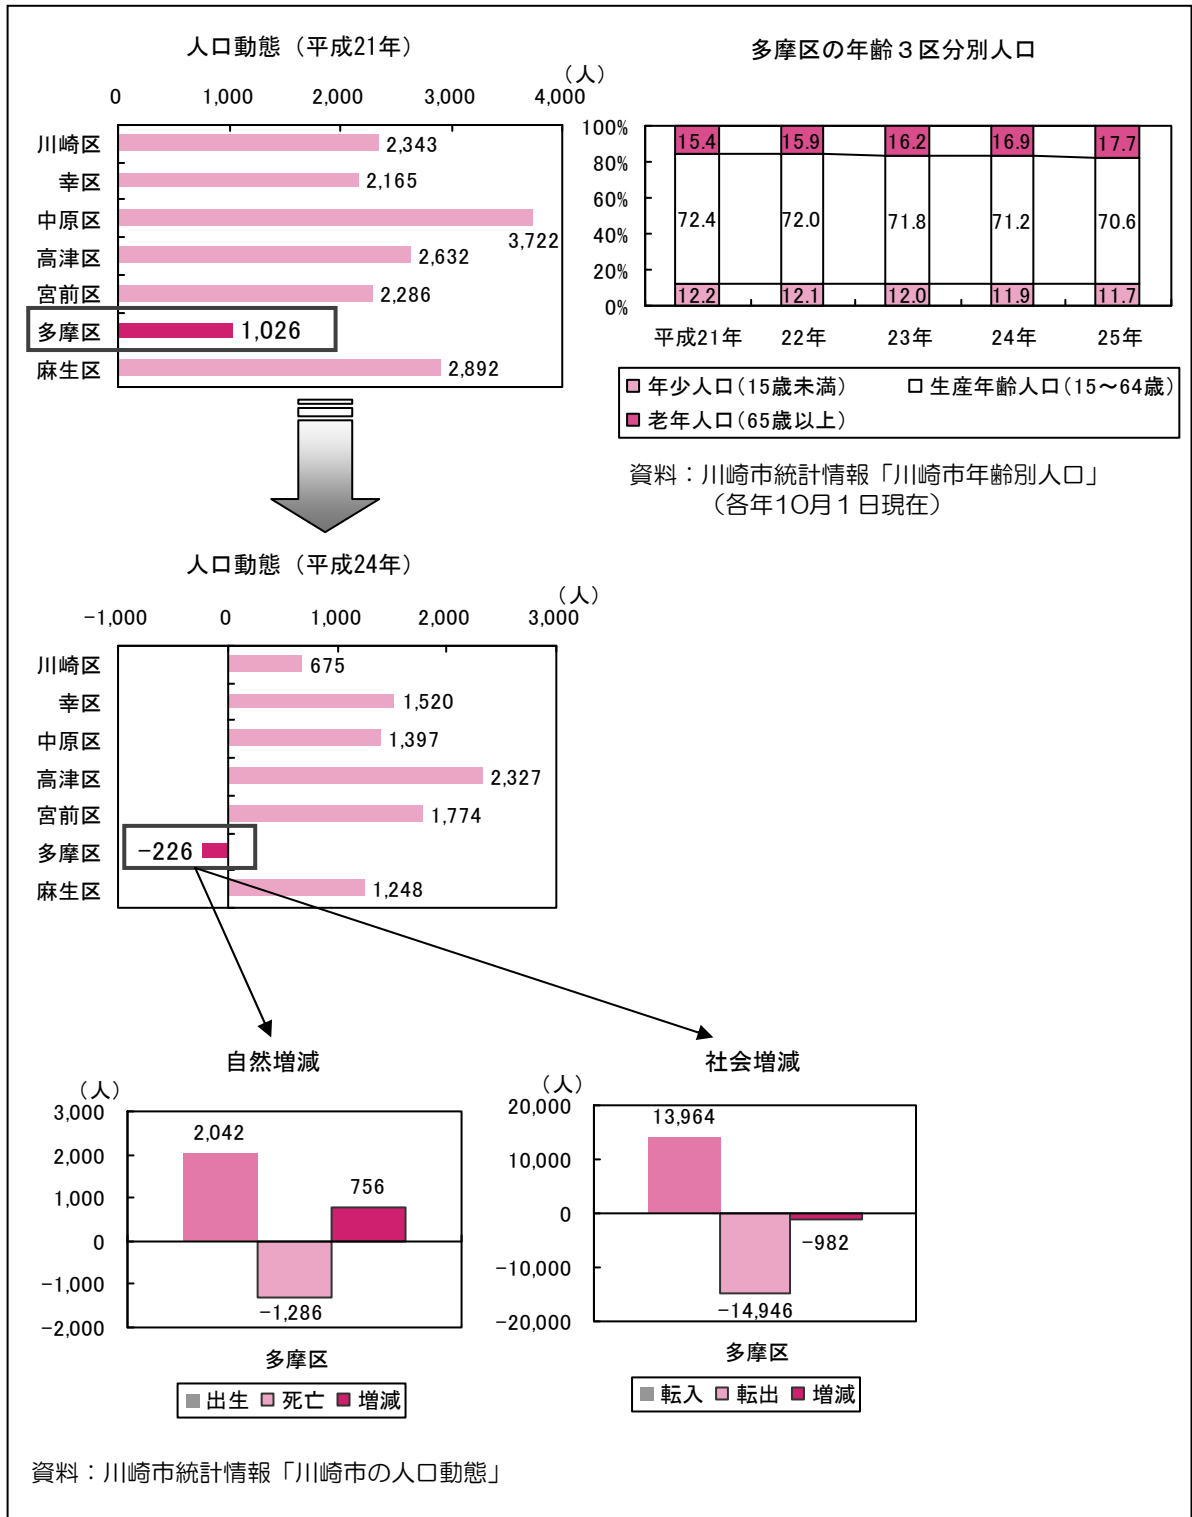 人口動態（平成21年）
（人）
0 1,000 2,000 3,000 4,000
川崎区 2,343
幸区 2,165
中原区 3,722
高津区 2,632
宮前区 2,286
多摩区 1,026
麻生区 2,892
多摩区の年齢３区分別人口
100%
80%
60%
40%
20%
0%
15.4 15.9 16.2 16.9 17.7
72.4 72.0 71.8 71.2 70.6
12.2 12.1 12.0 11.9 11.7
平成21年 22年 23年 24年 25年
年少人口(15歳未満) 生産年齢人口(15～64歳)
老年人口(65歳以上)
資料：川崎市統計情報「川崎市年齢別人口」
（各年10月１日現在）
人口動態（平成24年）
（人）
-1,000 0 1,000 2,000 3,000
川崎区 675
幸区 1,520
中原区 1,397
高津区 2,327
宮前区 1,774
多摩区 -226
麻生区 1,248
自然増減
（人）
3,000
2,000
1,000
0
-1,000
-2,000
2,042
-1,286
756
多摩区
出生 死亡 増減
社会増減
（人）
20,000
10,000
0
-10,000
-20,000
13,964
-14,946
-982
多摩区
転入 転出 増減
資料：川崎市統計情報「川崎市の人口動態」